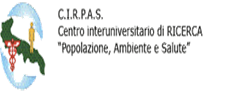 C.I.R.P.A.S.
Centro interuniversitario di RICERCA
"Popolazione, Ambiente e Salute"